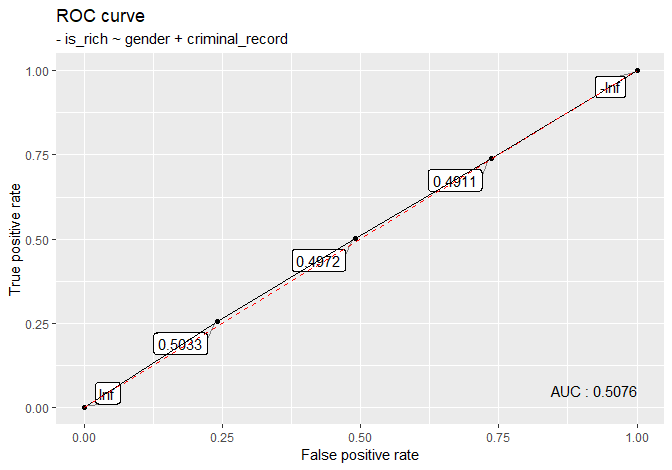 ROC curve
- is_rich ~ gender + criminal_record
1.00
0.75
0.50
0.25
0.00
True positive rate
-Inf
0.4911
0.4972
0.5033
Inf
AUC : 0.5076
0.00
0.25
0.50
0.75
1.00
False positive rate